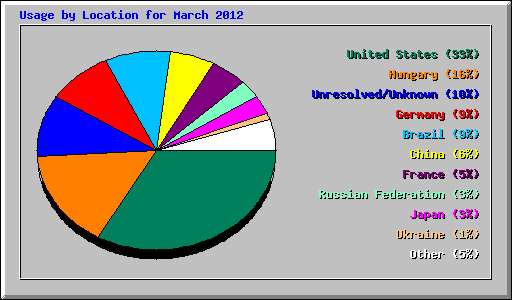 Usage by Location for March 2012
United States (33%)
Hungary (16%)
Unresolved/Unknown (10%)
Germany (9%)
Brazil (9%)
China (6%)
France (5%)
Russian Federation (3%)
Japan (3%)
Ukraine (1%)
Other (5%)